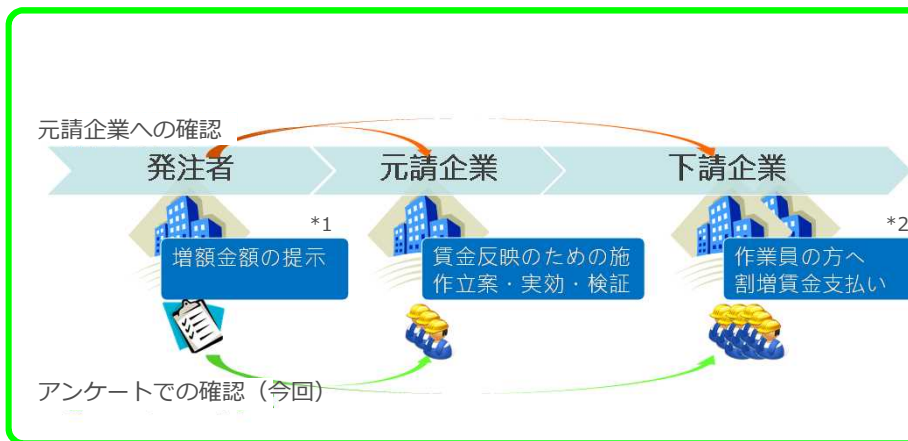 元請企業への確認
発注者
元請企業
下請企業
*1
*2
増額金額の提示
賃金反映のための施
作立案・実効・検証
作業員の方へ
割増賃金支払い
アンケートでの確認（今回）